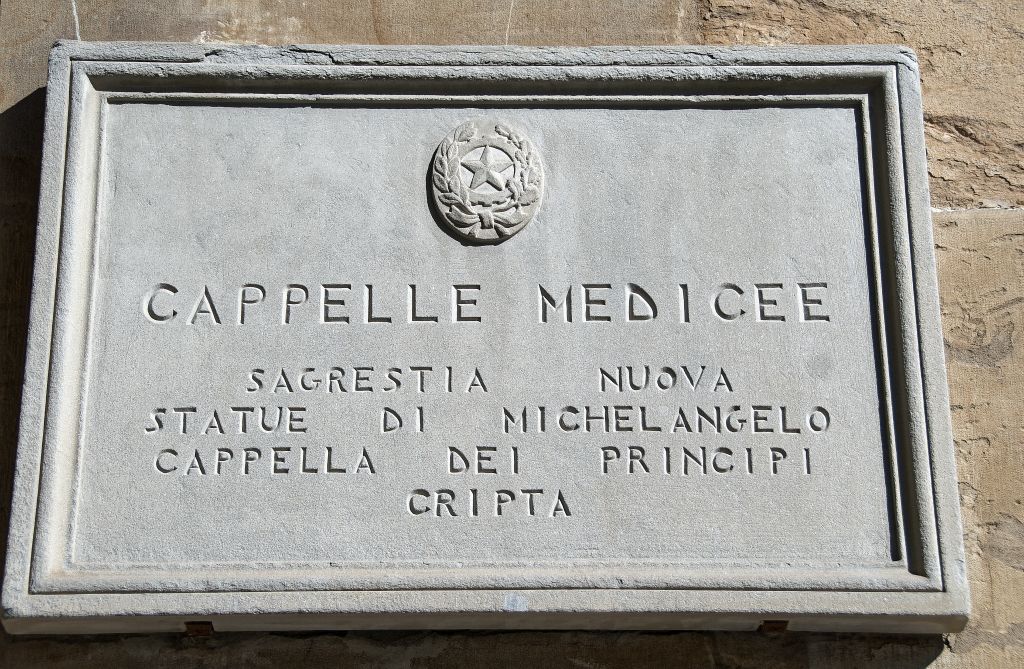 CAPPELLE MEDICEE
SAGRESTIA NUOVA
STATUE DI MICHELANGELO
CAPPELLA DEI PRINCIPI
CRIPTA